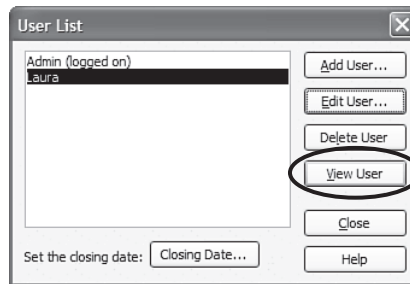 User List
Admin (logged on)
Laura
Add User...
Edit User...
Delete User
View User
Close
Set the closing date:
Closing Date...
Help